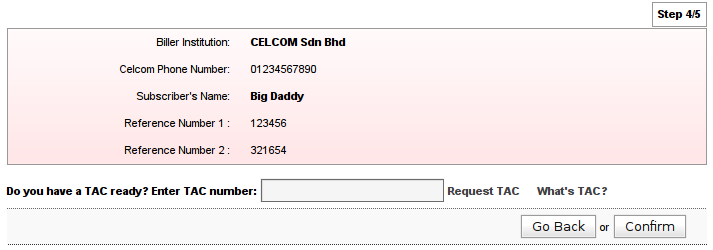 Step 4/5
Biller Institution: CELCOM Sdn Bhd
Celcom Phone Number: 01234567890
Subscriber's Name: Big Daddy
Reference Number 1 : 123456
Reference Number 2 : 321654
Do you have a TAC ready? Enter TAC number: Request TAC What's TAC?
Go Back or Confirm